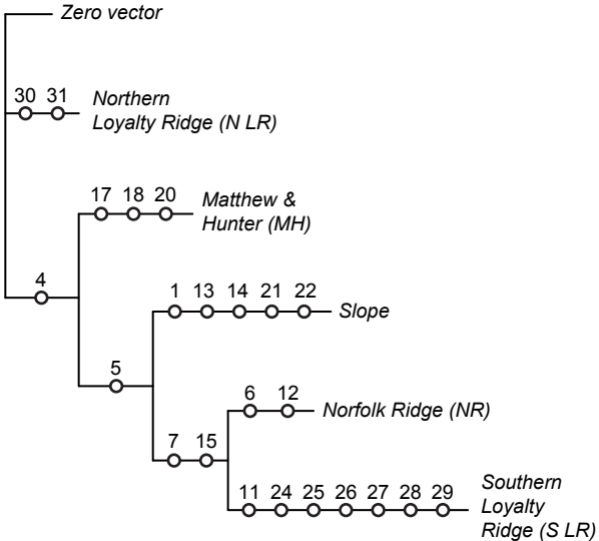 Zero vector
30 31
Northern
Loyalty Ridge (N LR)
17 18 20
Matthew &
Hunter (MH)
4
1 13 14 21 22
Slope
5
6 12
Norfolk Ridge (NR)
7 15
11 24 25 26 27 28 29
Southern
Loyalty
Ridge (S LR)